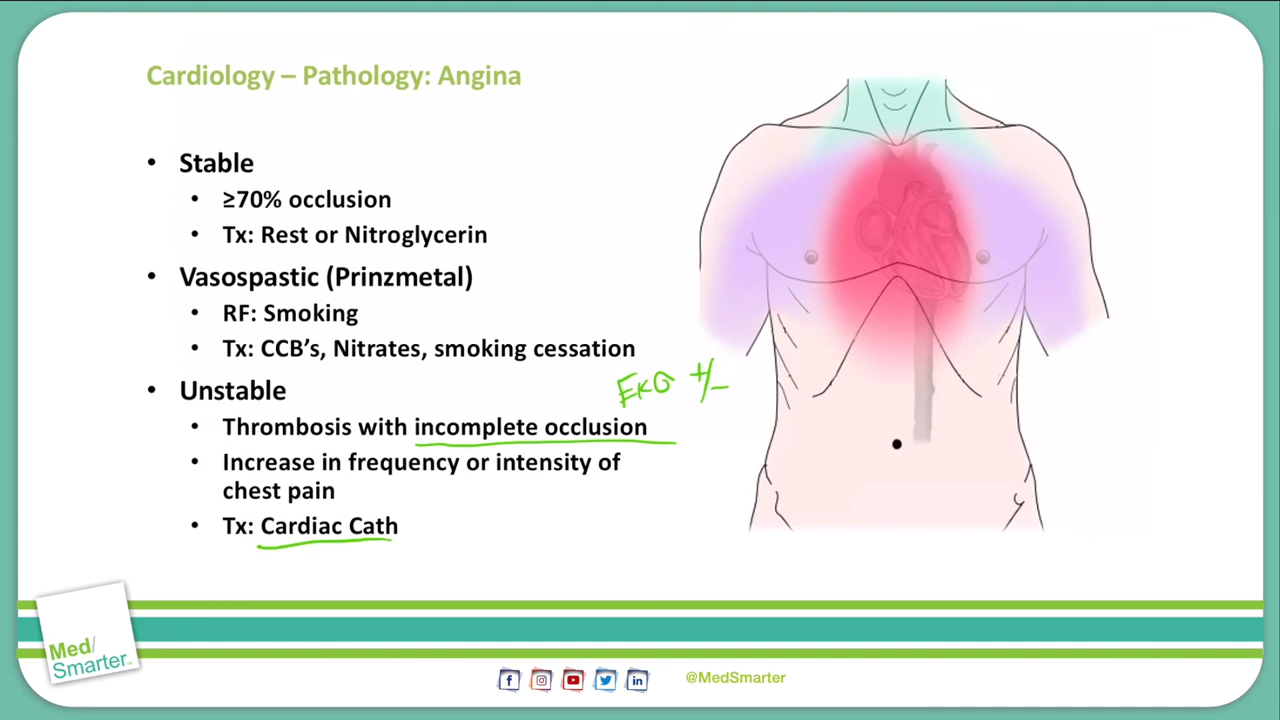 Cardiology – Pathology: Angina
• Stable
• ≥70% occlusion
• Tx: Rest or Nitroglycerin
• Vasospastic (Prinzmetal)
• RF: Smoking
• Tx: CCB's, Nitrates, smoking cessation
• Unstable
EKG +/-
• Thrombosis with incomplete occlusion
• Increase in frequency or intensity of
chest pain
• Tx: Cardiac Cath
Med/
Smarter™
@MedSmarter